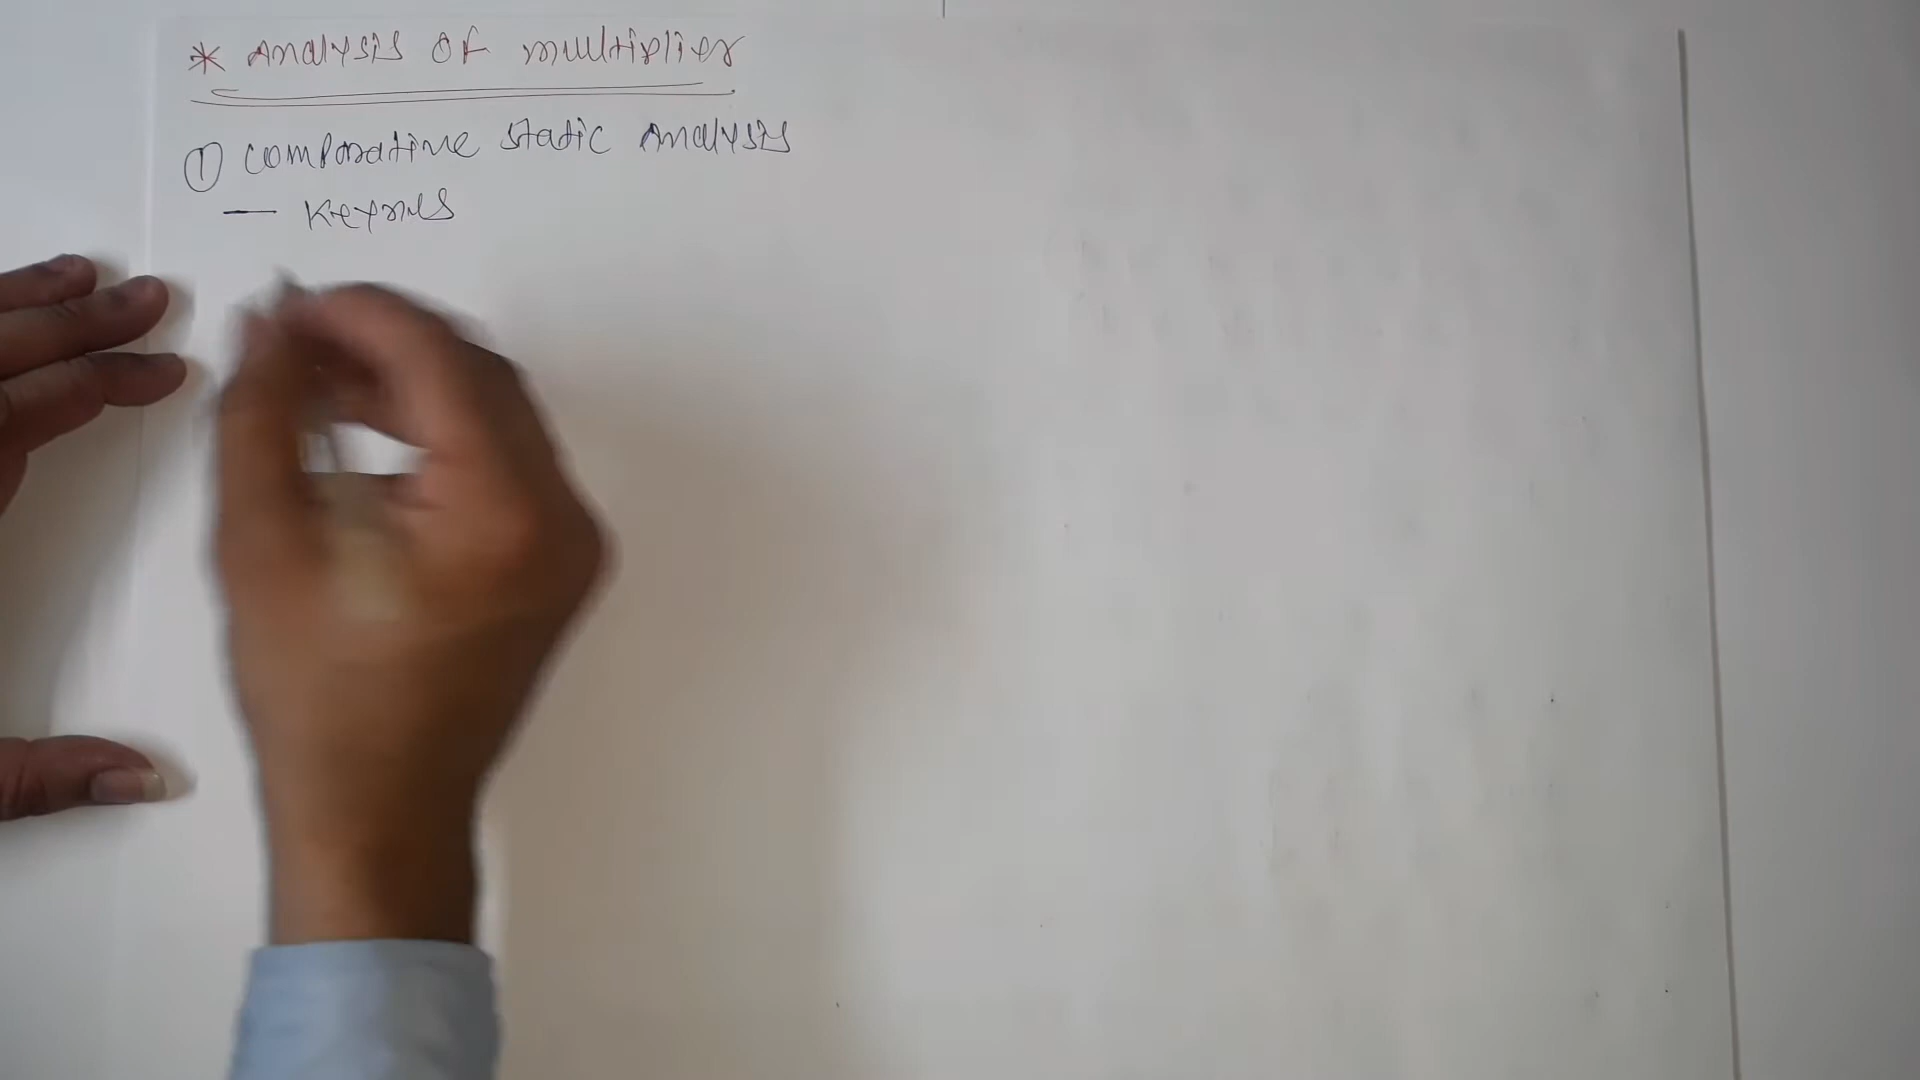 * Analysis of multiplier
① Comparative static Analysis
— Keynes